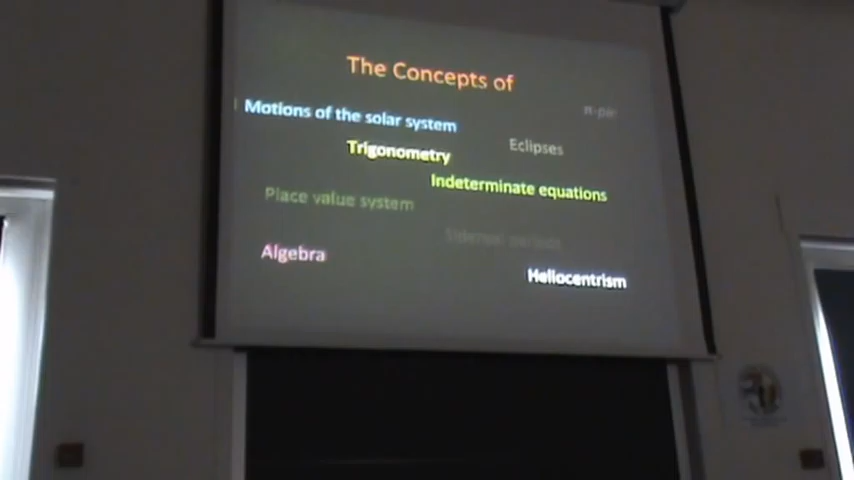 The Concepts of
Motions of the solar system
Eclipses
Trigonometry
Indeterminate equations
Place value system
Algebra
Heliocentrism